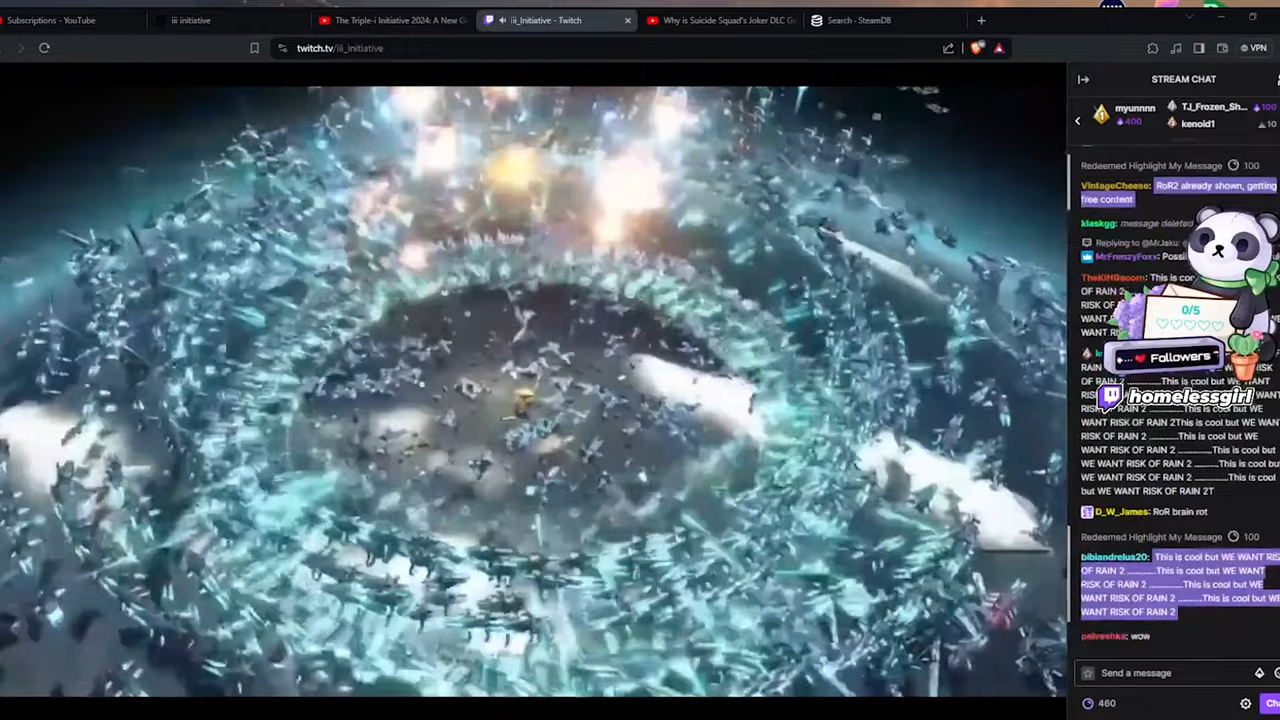 Subscriptions - YouTube
iii initiative
The Triple-i Initiative 2024: A New G
iii_Initiative - Twitch
Why is Suicide Squad's Joker DLC G
Search · SteamDB
twitch.tv/iii_initiative
VPN
STREAM CHAT
myunnnn
400
TJ_Frozen_Sh...
100
kenoid1
10
Redeemed Highlight My Message 100
VintageCheese: RoR2 already shown, getting
free content
klaskgg: message deleted
Replying to @MrJaku:
MrFrenzyFoxx: Possi
This is co
OF RAIN 2
RISK OF
WANT
WANT RI
0/5
Followers
homelessgirl
RAIN
RISK
OF RAIN 2 ............This is cool but WE WANT
RISK OF RAIN 2 ............This is cool but WE
WANT RISK OF RAIN 2This is cool but WE WANT
RISK OF RAIN 2 ............This is cool but WE
WANT RISK OF RAIN 2 ............This is cool but
WE WANT RISK OF RAIN 2 ............This is cool
but WE WANT RISK OF RAIN 2T
D_W_James: RoR brain rot
Redeemed Highlight My Message 100
bibiandrelus20: This is cool but WE WANT RIS
OF RAIN 2 ............This is cool but WE WANT
RISK OF RAIN 2 ............This is cool but WE
WANT RISK OF RAIN 2 ............This is cool but WE
WANT RISK OF RAIN 2
wow
Send a message
460
Cha